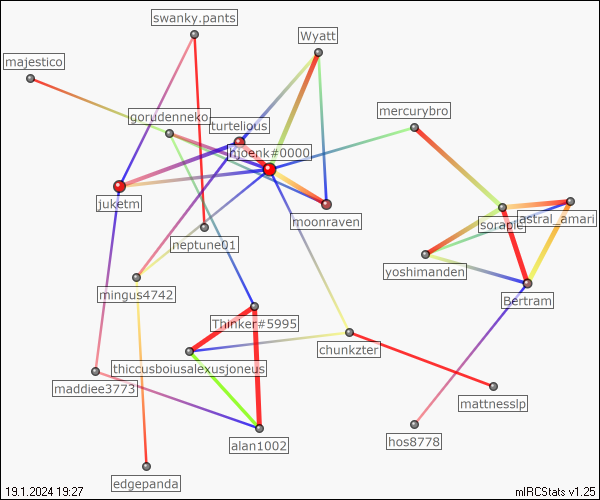 swanky.pants
Wyatt
majestico
mercurybro
gorudenneko
turtelious
hjoenk#0000
juketm
moonraven
astral_amari
soraple
neptune01
yoshimanden
mingus4742
Bertram
Thinker#5995
chunkzter
thiccusboiusalexusjoneus
maddiee3773
mattnesslp
alan1002
hos8778
edgepanda
19.1.2024 19:27
mIRCStats v1.25